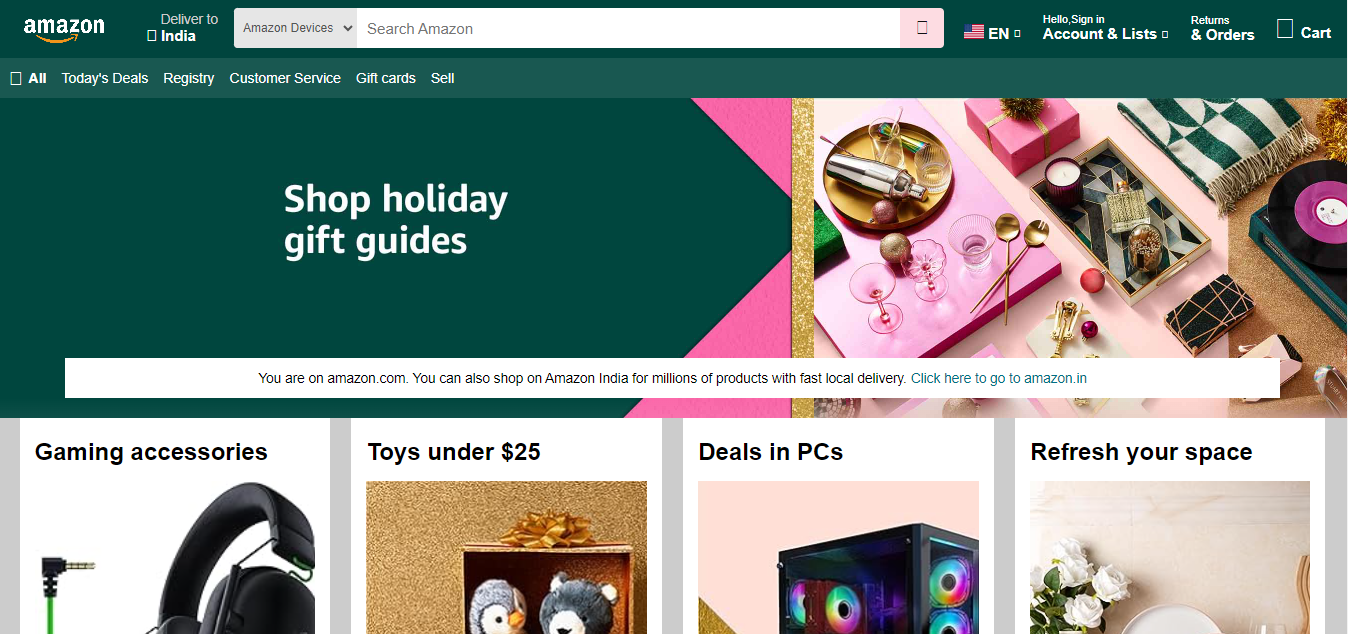 amazon
Deliver to
India
Amazon Devices
Search Amazon
EN
Hello,Sign in
Account & Lists
Returns
& Orders
Cart
All
Today's Deals
Registry
Customer Service
Gift cards
Sell
Shop holiday
gift guides
You are on amazon.com. You can also shop on Amazon India for millions of products with fast local delivery. Click here to go to amazon.in
Gaming accessories
Toys under $25
Deals in PCs
Refresh your space